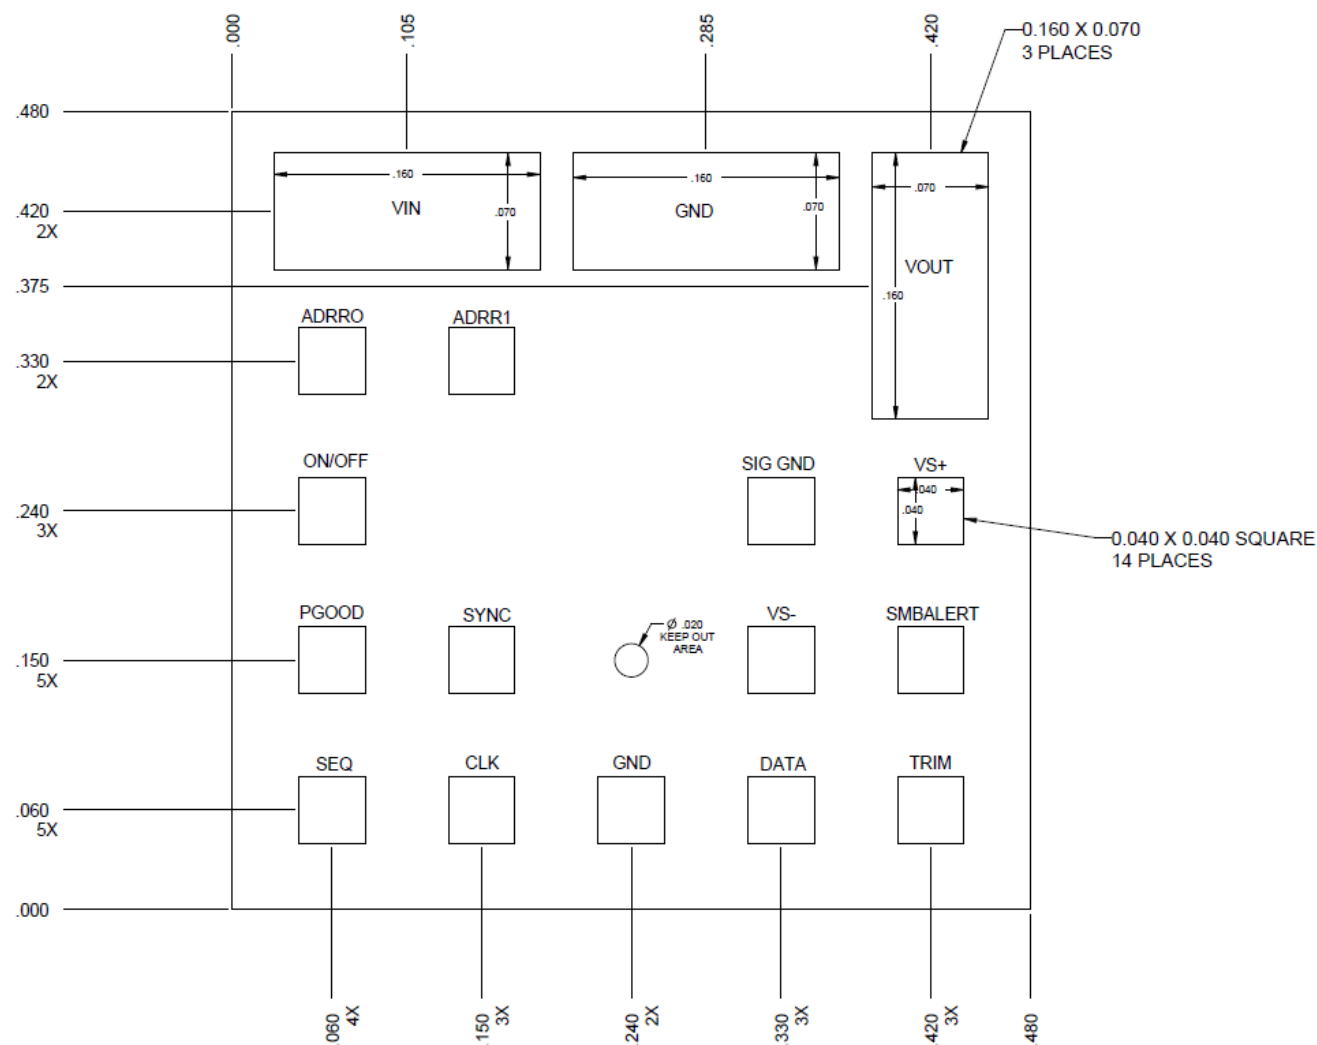 .000
.105
.285
.420
0.160 X 0.070
3 PLACES
.480
.160
.070
VIN
.160
.070
GND
.070
.160
VOUT
.420
2X
.375
ADRRO
ADRR1
.330
2X
ON/OFF
SIG GND
VS+
.040
.040
.240
3X
0.040 X 0.040 SQUARE
14 PLACES
PGOOD
SYNC
Ø .020
KEEP OUT
AREA
VS-
SMBALERT
.150
5X
SEQ
CLK
GND
DATA
TRIM
.060
5X
.000
.060 4X
.150 3X
.240 2X
.330 3X
.420 3X
.480